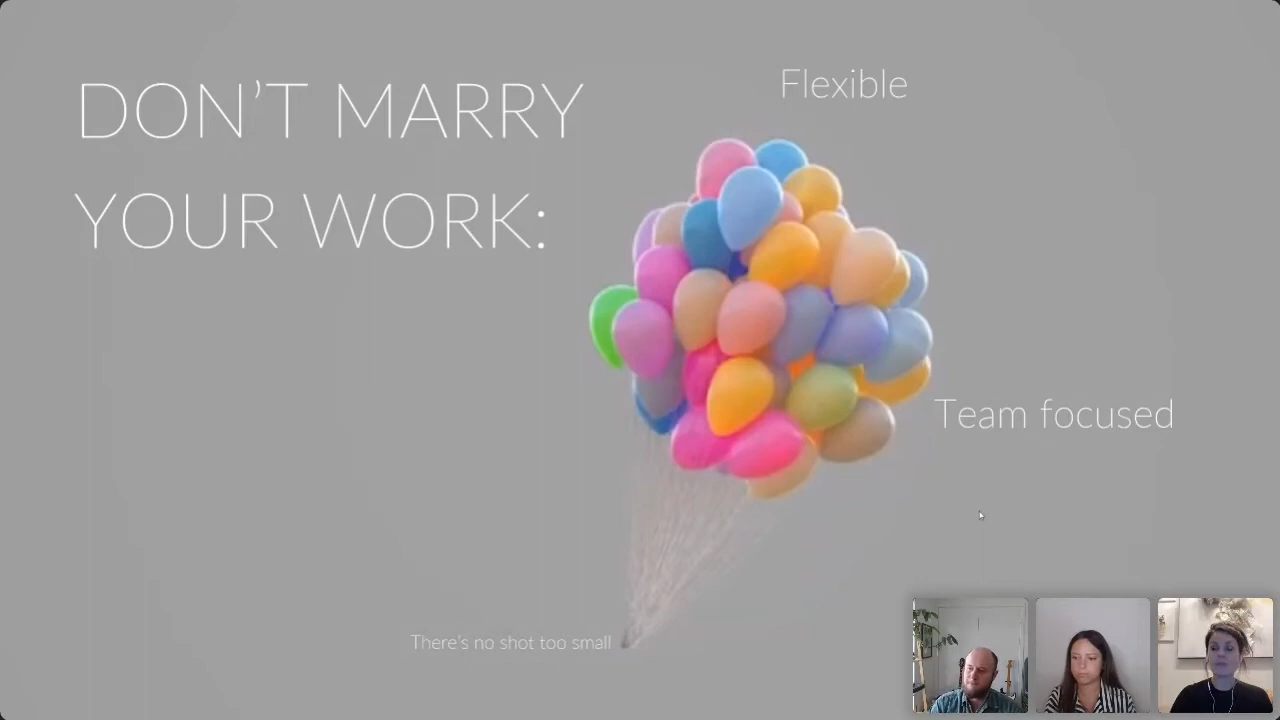 DON'T MARRY
YOUR WORK:
Flexible
Team focused
There's no shot too small